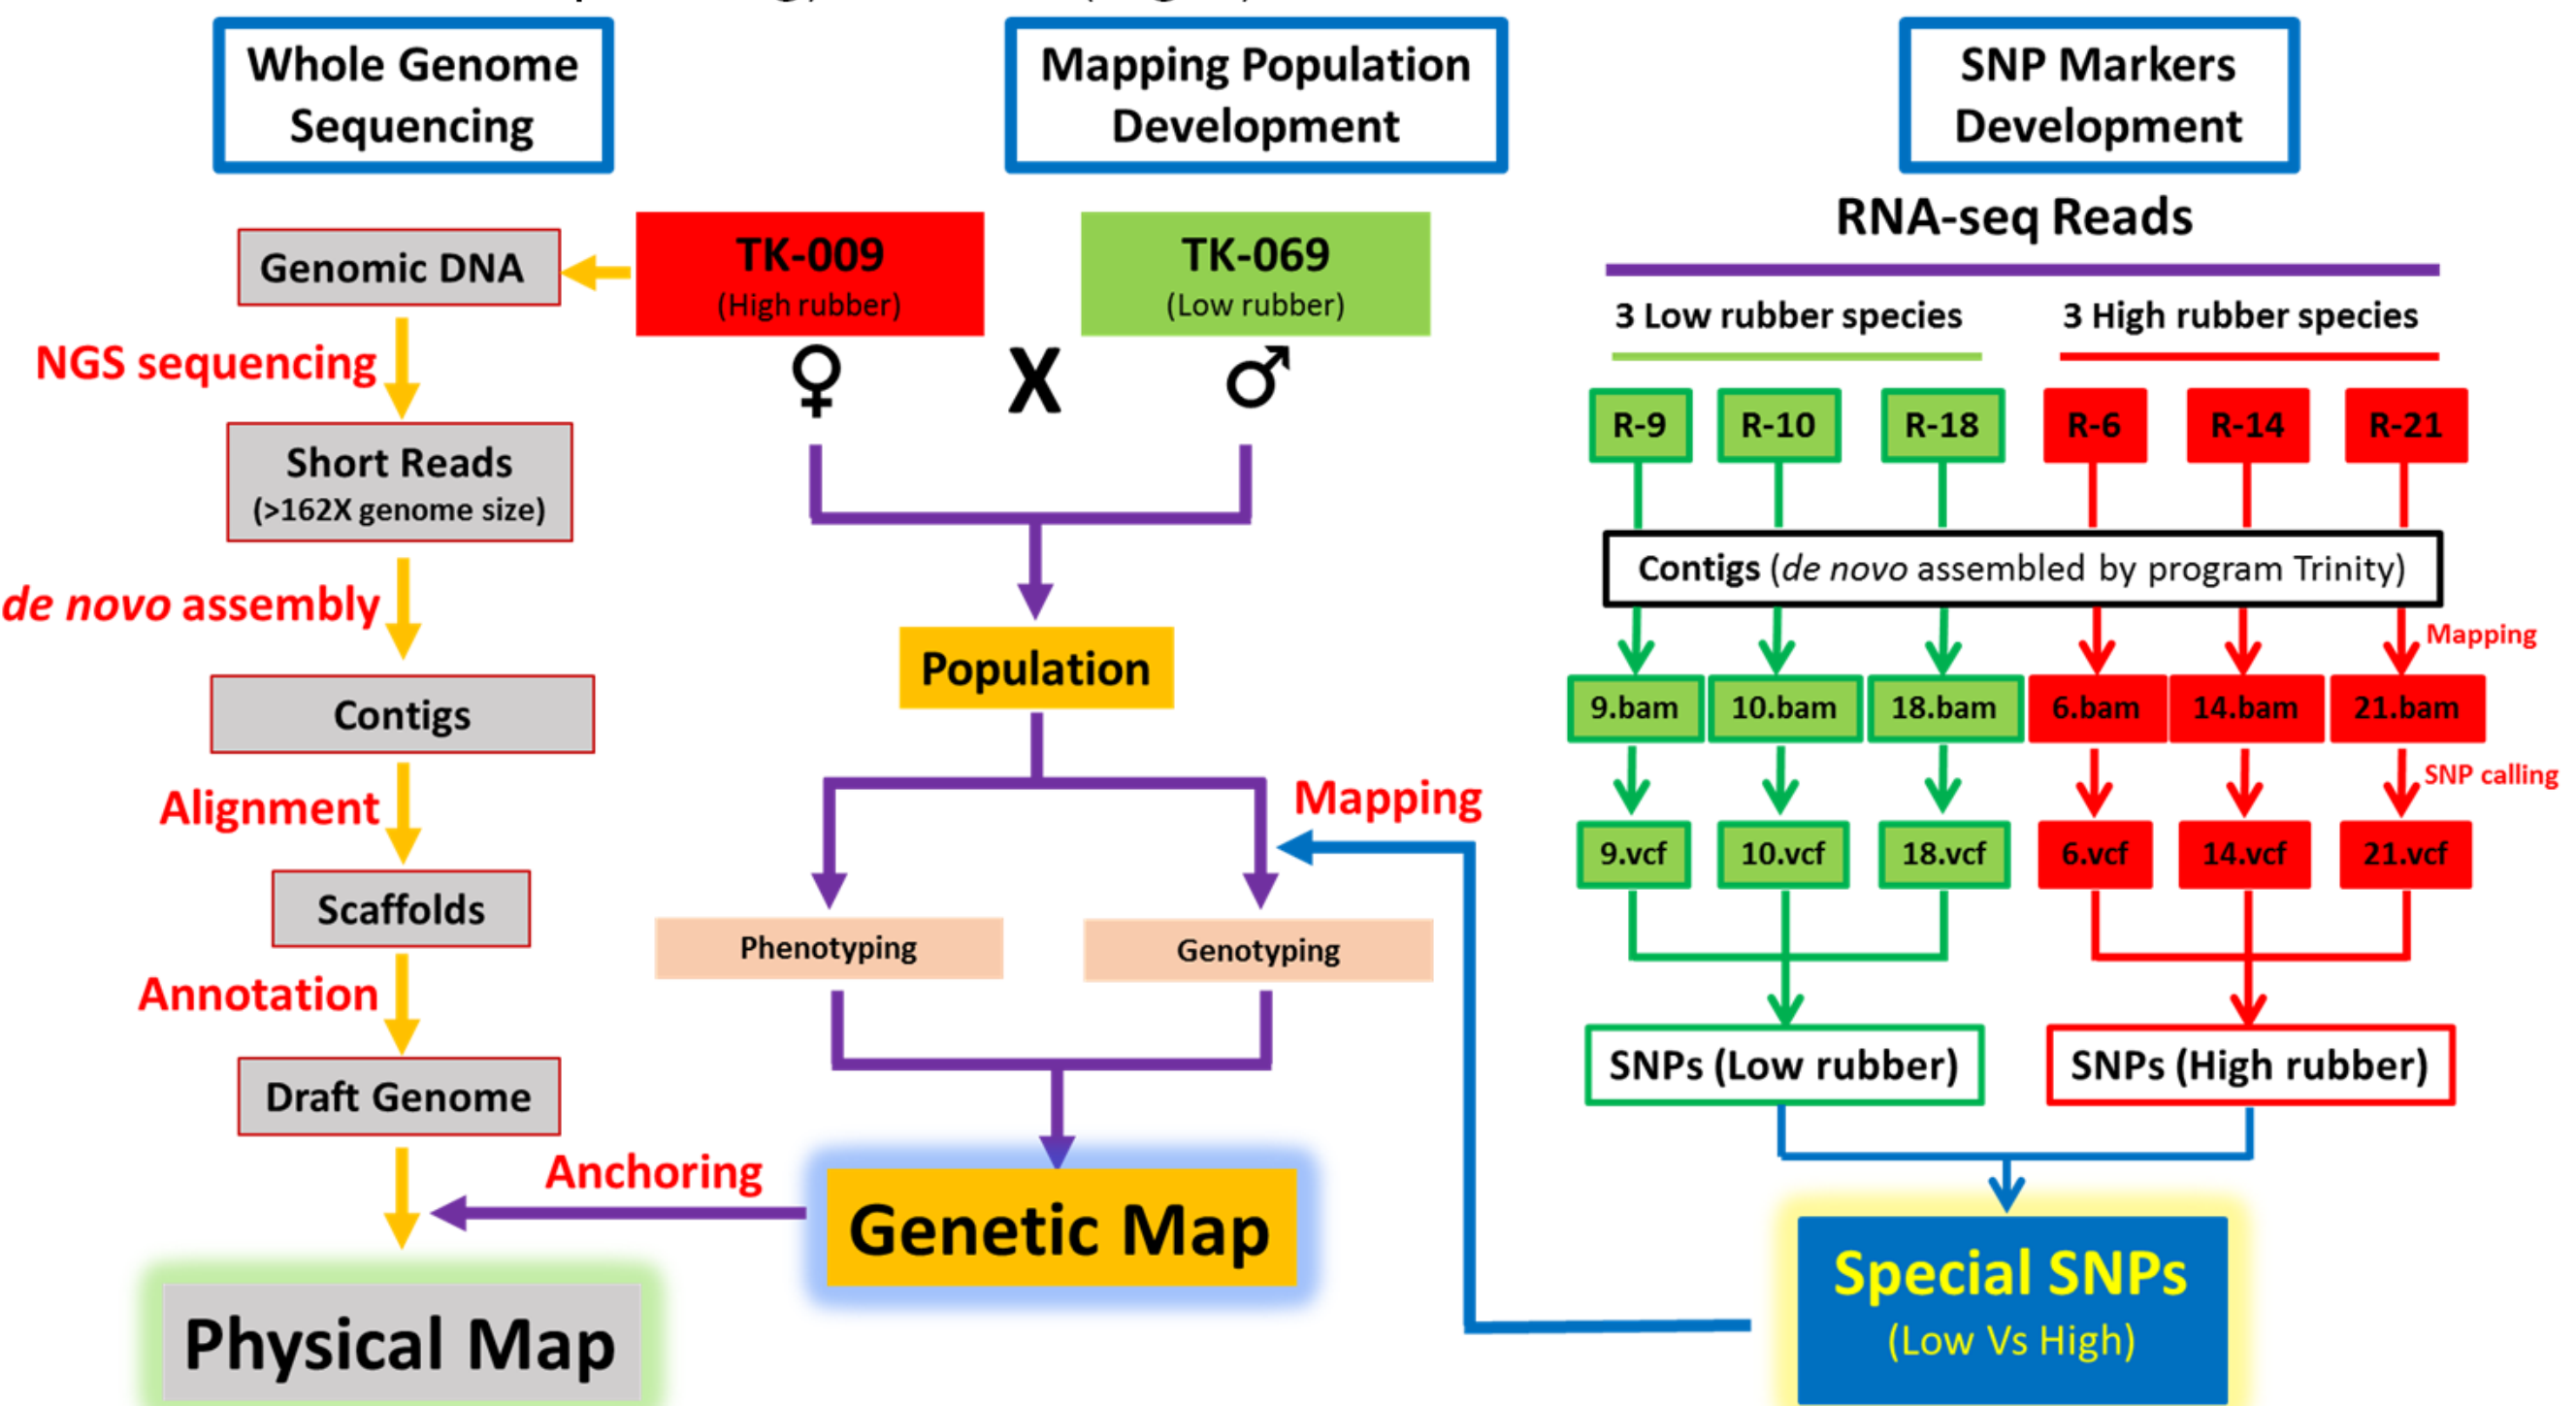 Whole Genome
Sequencing
Mapping Population
Development
SNP Markers
Development
RNA-seq Reads
Genomic DNA
TK-009
(High rubber)
TK-069
(Low rubber)
3 Low rubber species
3 High rubber species
NGS sequencing
♀
X
♂
R-9
R-10
R-18
R-6
R-14
R-21
Short Reads
(>162X genome size)
Contigs (de novo assembled by program Trinity)
de novo assembly
Population
Mapping
Contigs
9.bam
10.bam
18.bam
6.bam
14.bam
21.bam
Alignment
Mapping
SNP calling
9.vcf
10.vcf
18.vcf
6.vcf
14.vcf
21.vcf
Scaffolds
Phenotyping
Genotyping
Annotation
Draft Genome
SNPs (Low rubber)
SNPs (High rubber)
Anchoring
Genetic Map
Special SNPs
(Low Vs High)
Physical Map